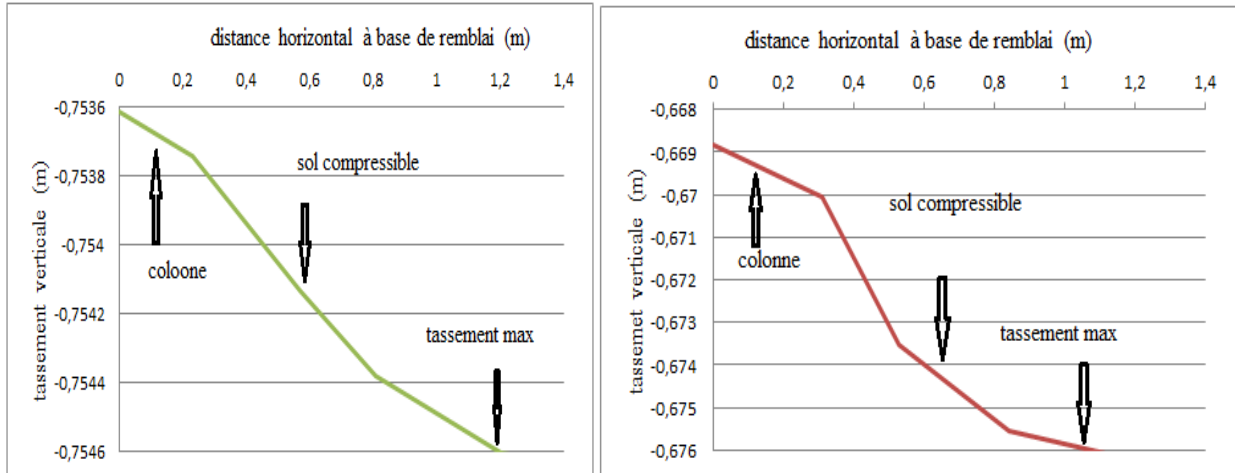 distance horizontal à base de remblai (m)
0 0,2 0,4 0,6 0,8 1 1,2 1,4
-0,7536
-0,7538
-0,754
-0,7542
-0,7544
-0,7546
tassement verticale (m)
sol compressible
coloone
tassement max
distance horizontal à base de remblai (m)
0 0,2 0,4 0,6 0,8 1 1,2 1,4
-0,668
-0,669
-0,67
-0,671
-0,672
-0,673
-0,674
-0,675
-0,676
tassemet verticale (m)
sol compressible
colonne
tassement max